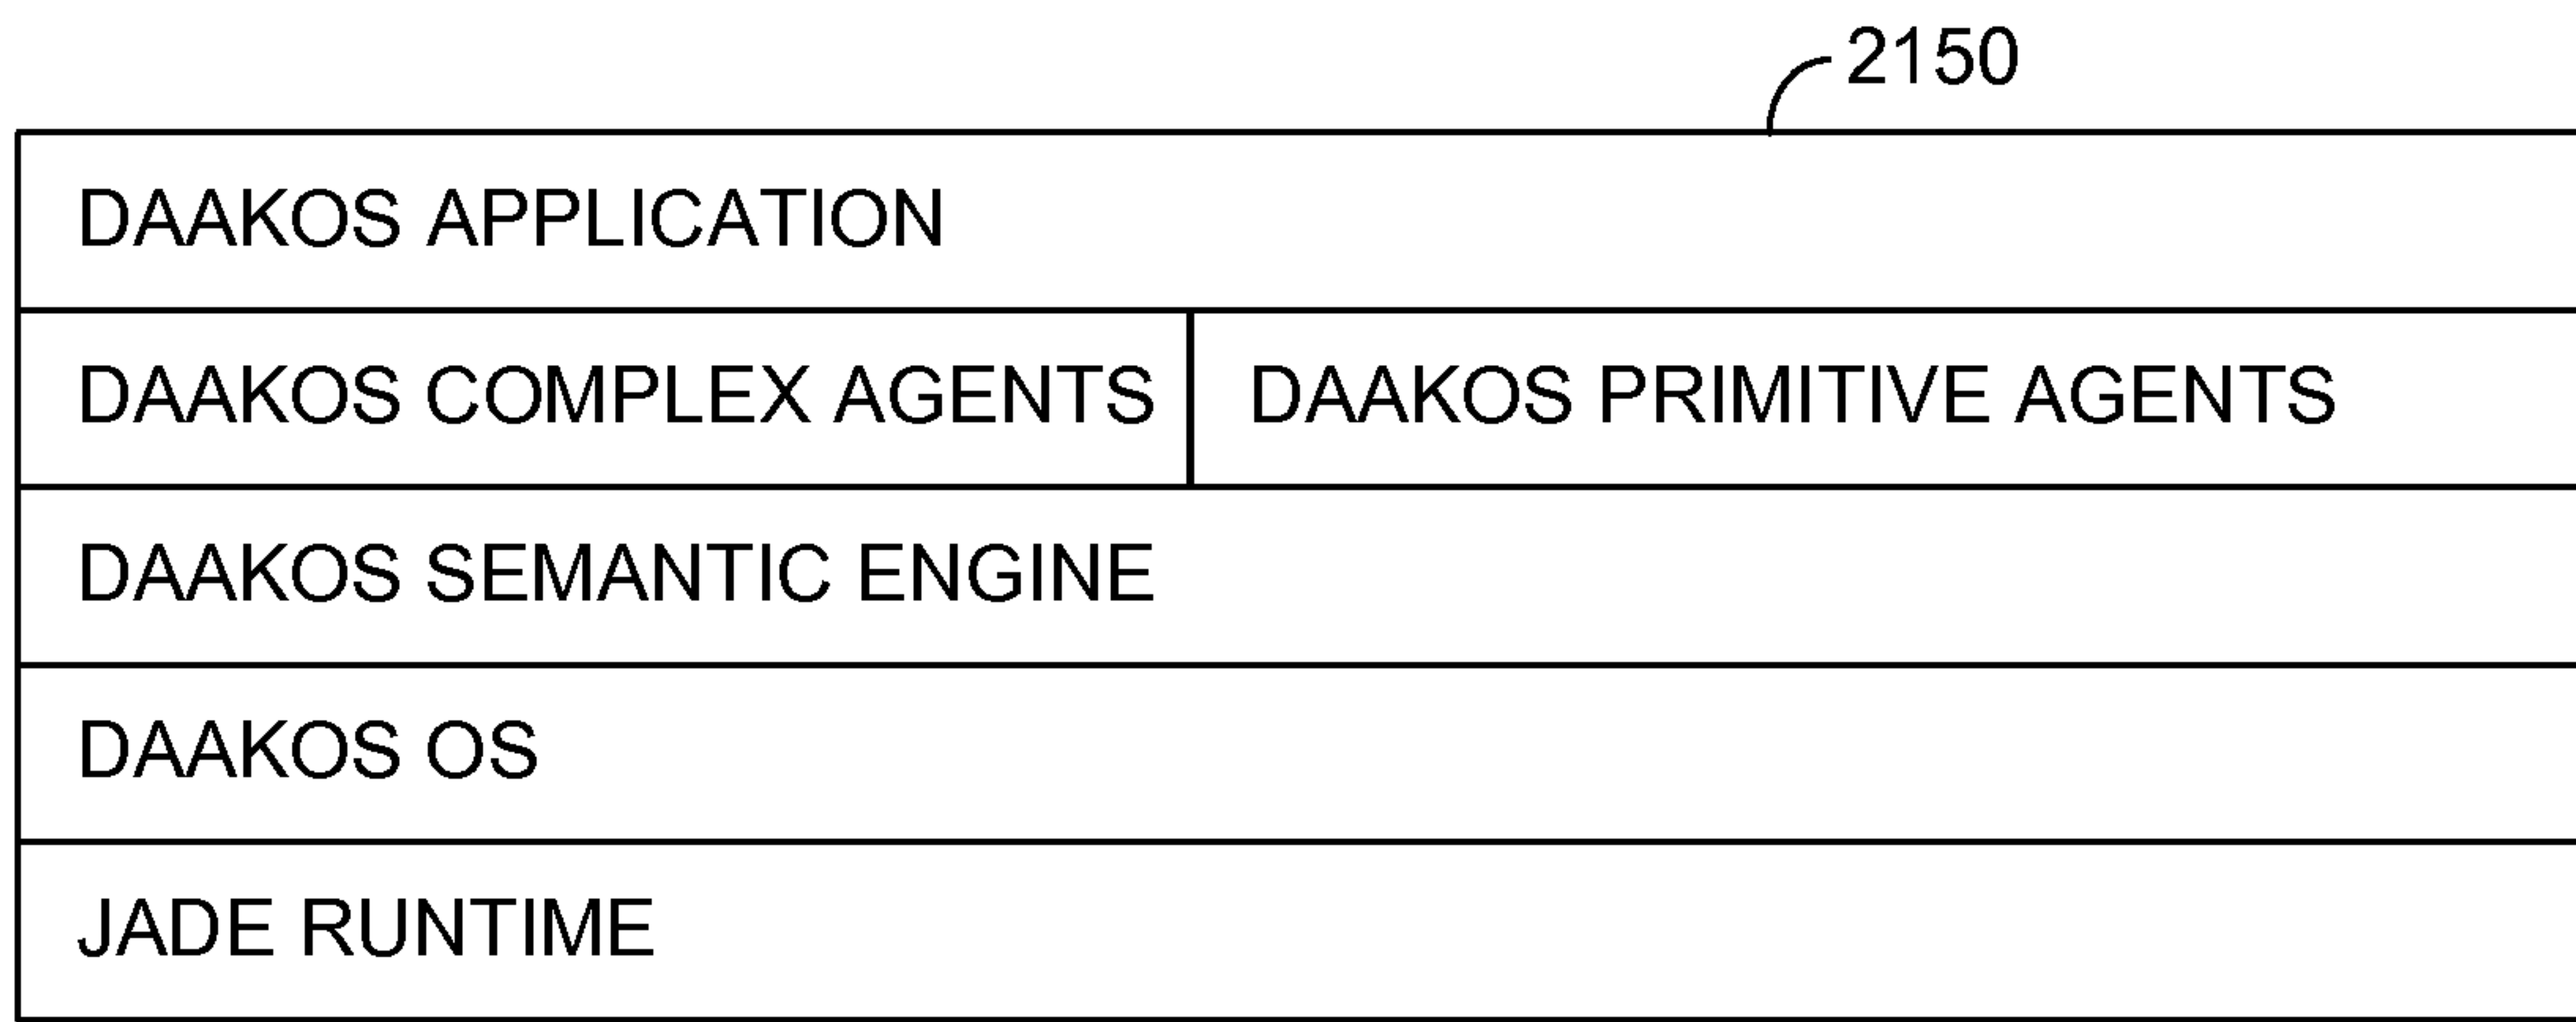 2150
DAAKOS APPLICATION
DAAKOS COMPLEX AGENTS
DAAKOS PRIMITIVE AGENTS
DAAKOS SEMANTIC ENGINE
DAAKOS OS
JADE RUNTIME